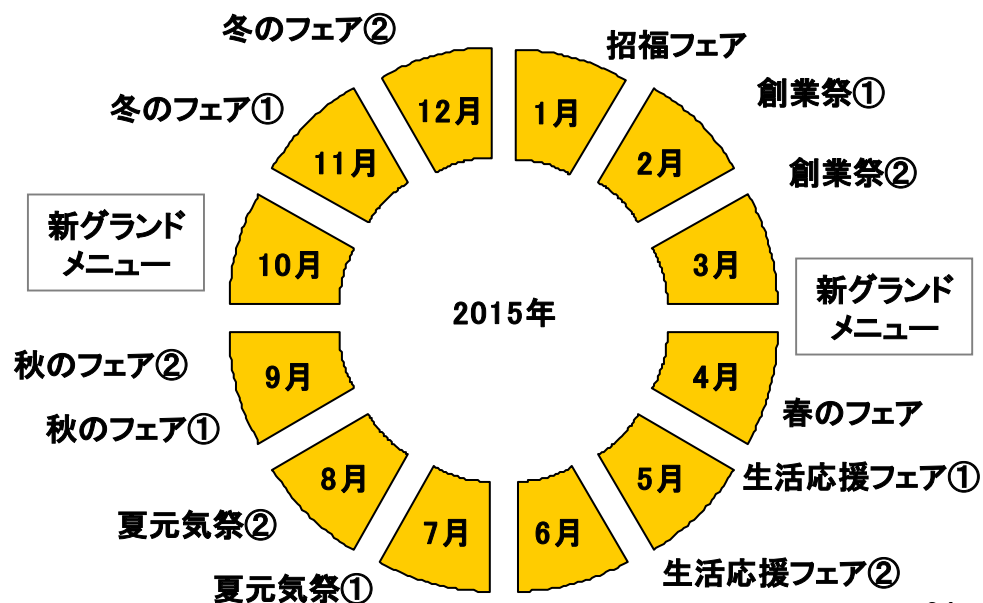 冬のフェア②
招福フェア
創業祭①
冬のフェア①
12月
1月
11月
2月
創業祭②
新グランド
メニュー
10月
3月
新グランド
メニュー
2015年
秋のフェア②
9月
4月
春のフェア
秋のフェア①
8月
5月
生活応援フェア①
夏元気祭②
7月
6月
生活応援フェア②
夏元気祭①